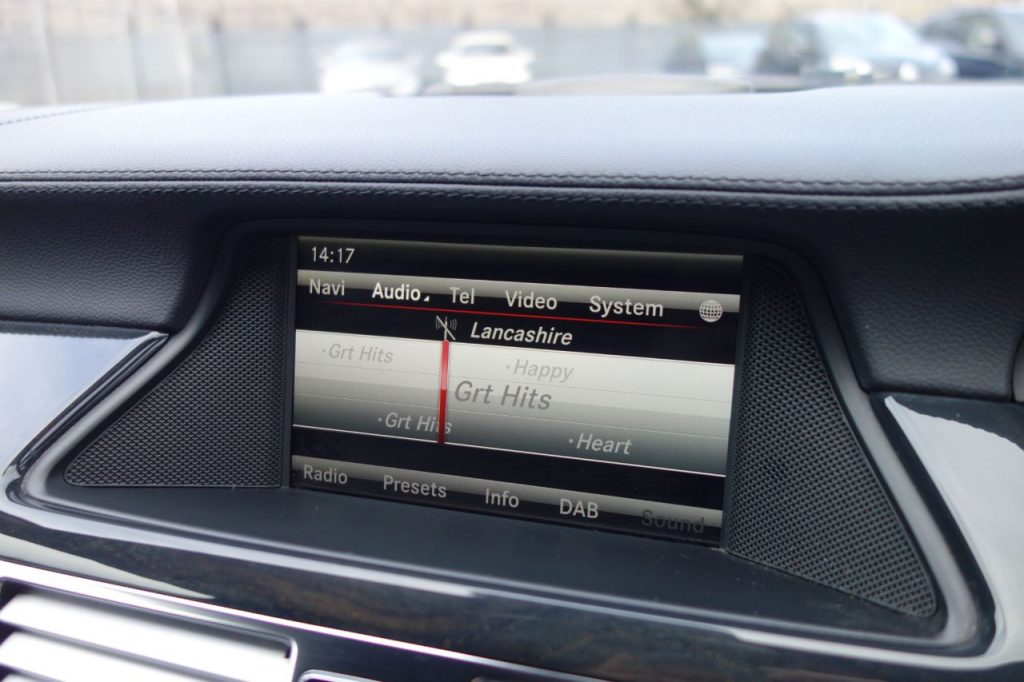 14:17
Navi Audio Tel Video System
Lancashire
·Grt Hits
·Happy
Grt Hits
·Grt Hits
·Heart
Radio Presets Info DAB Sound